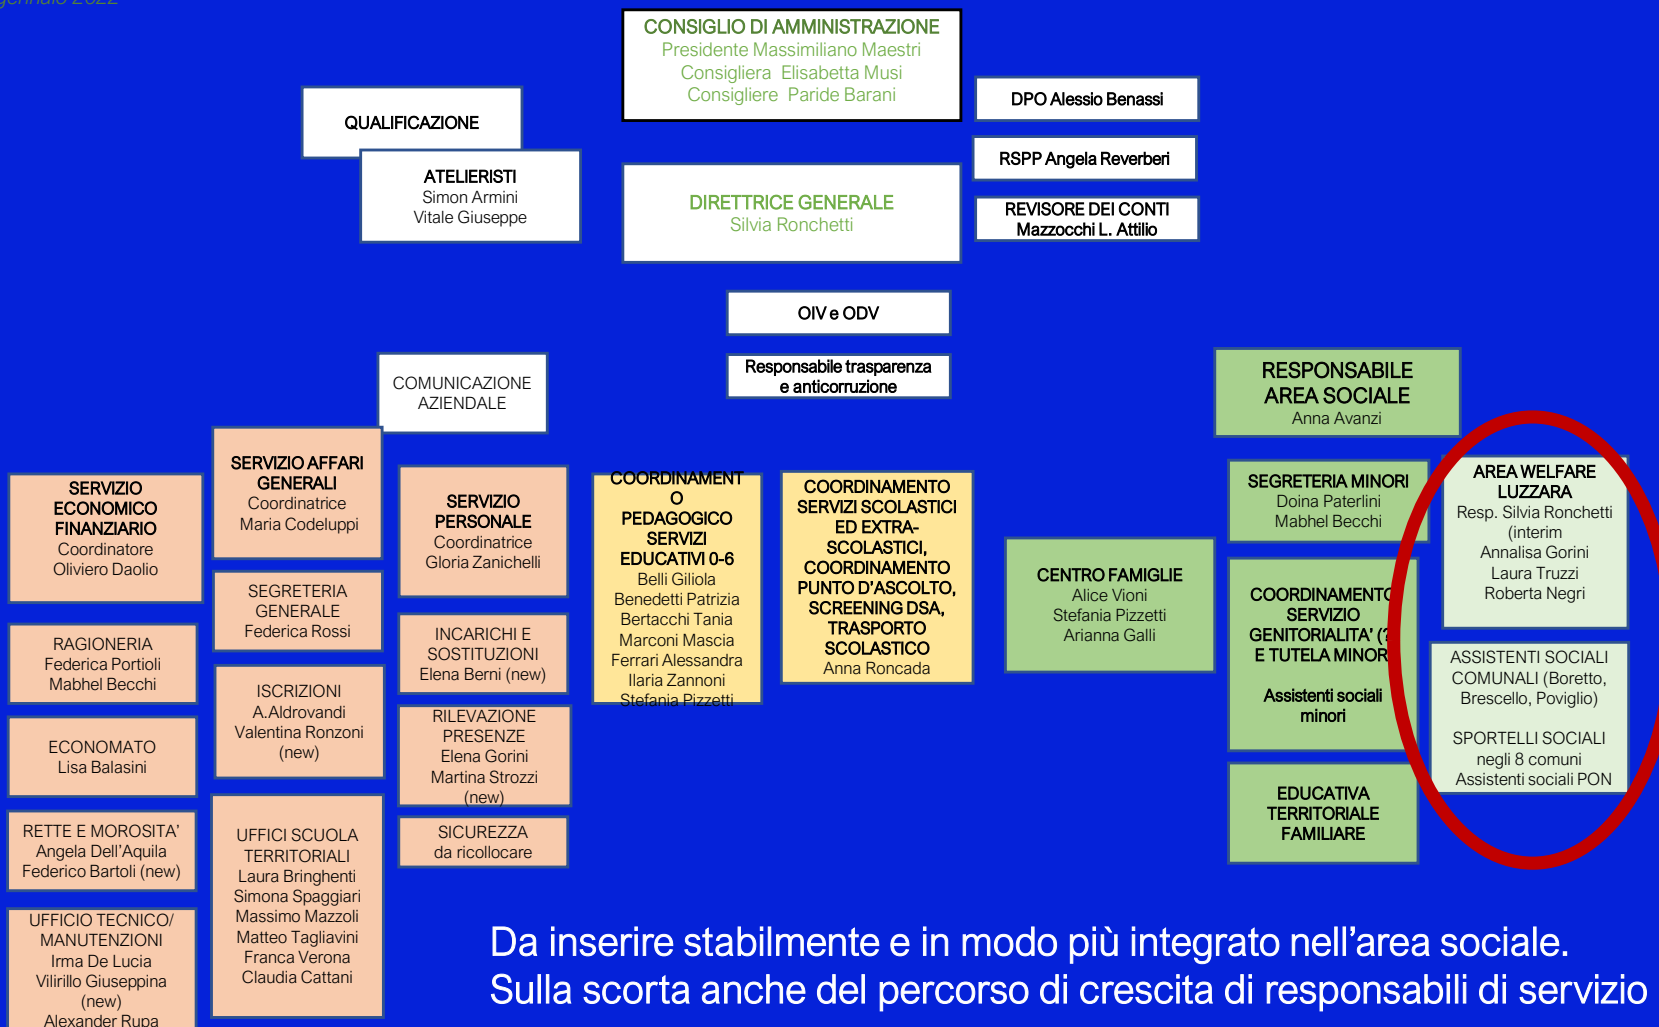 gennaio 2022
CONSIGLIO DI AMMINISTRAZIONE
Presidente Massimiliano Maestri
Consigliera Elisabetta Musi
Consigliere Paride Barani
DPO Alessio Benassi
QUALIFICAZIONE
RSPP Angela Reverberi
ATELIERISTI
Simon Armini
Vitale Giuseppe
DIRETTRICE GENERALE
Silvia Ronchetti
REVISORE DEI CONTI
Mazzocchi L. Attilio
OIV e ODV
Responsabile trasparenza
e anticorruzione
COMUNICAZIONE
AZIENDALE
RESPONSABILE
AREA SOCIALE
Anna Avanzi
SERVIZIO
ECONOMICO
FINANZIARIO
Coordinatore
Oliviero Daolio
RAGIONERIA
Federica Portioli
Mabhel Becchi
ECONOMATO
Lisa Balasini
RETTE E MOROSITA'
Angela Dell'Aquila
Federico Bartoli (new)
UFFICIO TECNICO/
MANUTENZIONI
Irma De Lucia
Vilirillo Giuseppina
(new)
Alexander Rupa
SERVIZIO AFFARI
GENERALI
Coordinatrice
Maria Codeluppi
SEGRETERIA
GENERALE
Federica Rossi
ISCRIZIONI
A.Aldrovandi
Valentina Ronzoni
(new)
UFFICI SCUOLA
TERRITORIALI
Laura Bringhenti
Simona Spaggiari
Massimo Mazzoli
Matteo Tagliavini
Franca Verona
Claudia Cattani
SERVIZIO
PERSONALE
Coordinatrice
Gloria Zanichelli
INCARICHI E
SOSTITUZIONI
Elena Berni (new)
RILEVAZIONE
PRESENZE
Elena Gorini
Martina Strozzi
(new)
SICUREZZA
da ricollocare
COORDINAMENT
O
PEDAGOGICO
SERVIZI
EDUCATIVI 0-6
Belli Giliola
Benedetti Patrizia
Bertacchi Tania
Marconi Mascia
Ferrari Alessandra
Ilaria Zannoni
Stefania Pizzetti
COORDINAMENTO
SERVIZI SCOLASTICI
ED EXTRA-
SCOLASTICI,
COORDINAMENTO
PUNTO D'ASCOLTO,
SCREENING DSA,
TRASPORTO
SCOLASTICO
Anna Roncada
CENTRO FAMIGLIE
Alice Vioni
Stefania Pizzetti
Arianna Galli
SEGRETERIA MINORI
Doina Paterlini
Mabhel Becchi
COORDINAMENTO
SERVIZIO
GENITORIALITA' (?
E TUTELA MINOR
Assistenti sociali
minori
EDUCATIVA
TERRITORIALE
FAMILIARE
AREA WELFARE
LUZZARA
Resp. Silvia Ronchetti
(interim
Annalisa Gorini
Laura Truzzi
Roberta Negri
ASSISTENTI SOCIALI
COMUNALI (Boretto,
Brescello, Poviglio)
SPORTELLI SOCIALI
negli 8 comuni
Assistenti sociali PON
Da inserire stabilmente e in modo più integrato nell'area sociale.
Sulla scorta anche del percorso di crescita di responsabili di servizio